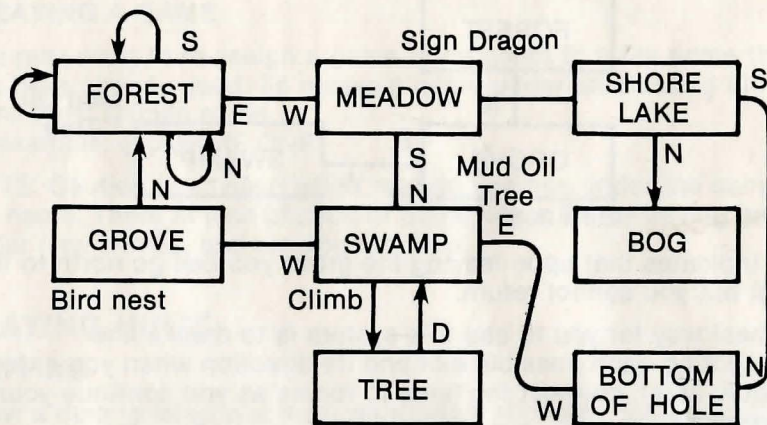 S
Sign Dragon
FOREST
E
W
MEADOW
SHORE
LAKE
S
N
N
S
N
Mud Oil
Tree
N
GROVE
W
SWAMP
E
BOG
Bird nest
Climb
D
TREE
W
BOTTOM
OF HOLE
N